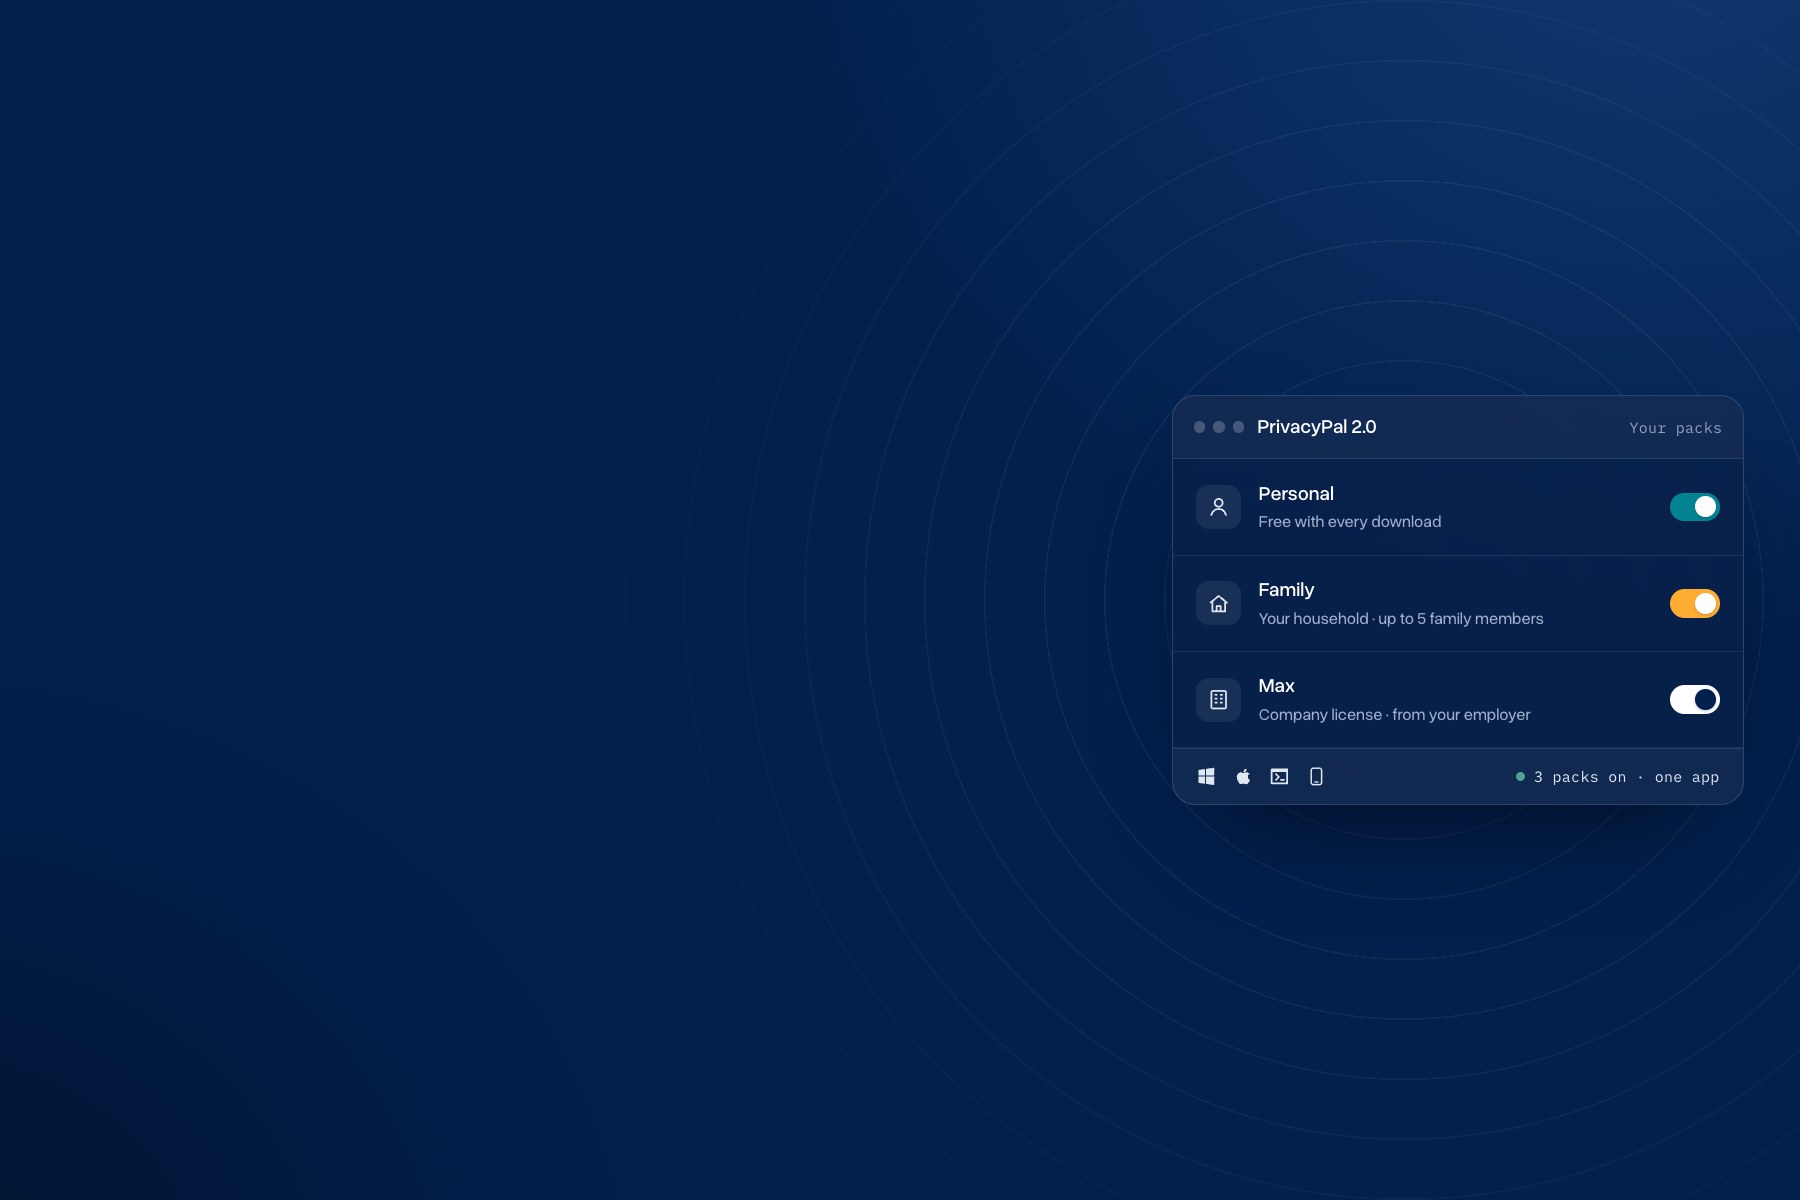 PrivacyPal 2.0
Your packs
Personal
Free with every download
Family
Your household · up to 5 family members
Max
Company license · from your employer
3 packs on · one app